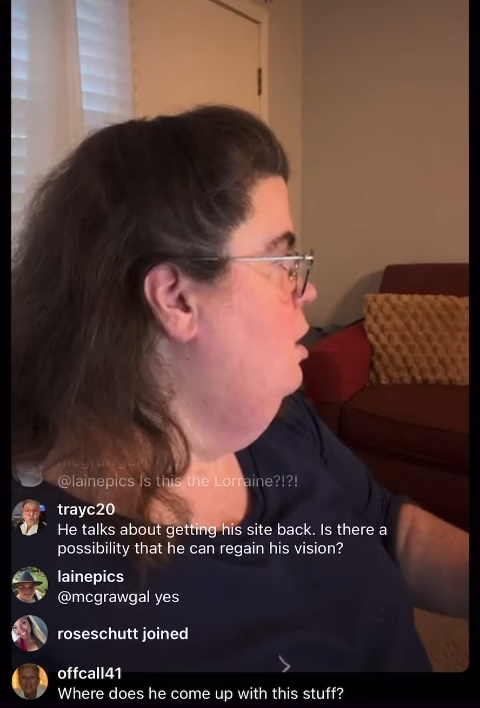 @lainepics Is this the Lorraine?!?!
trayc20
He talks about getting his site back. Is there a
possibility that he can regain his vision?
lainepics
@mcgrawgal yes
roseschutt joined
offcall41
Where does he come up with this stuff?